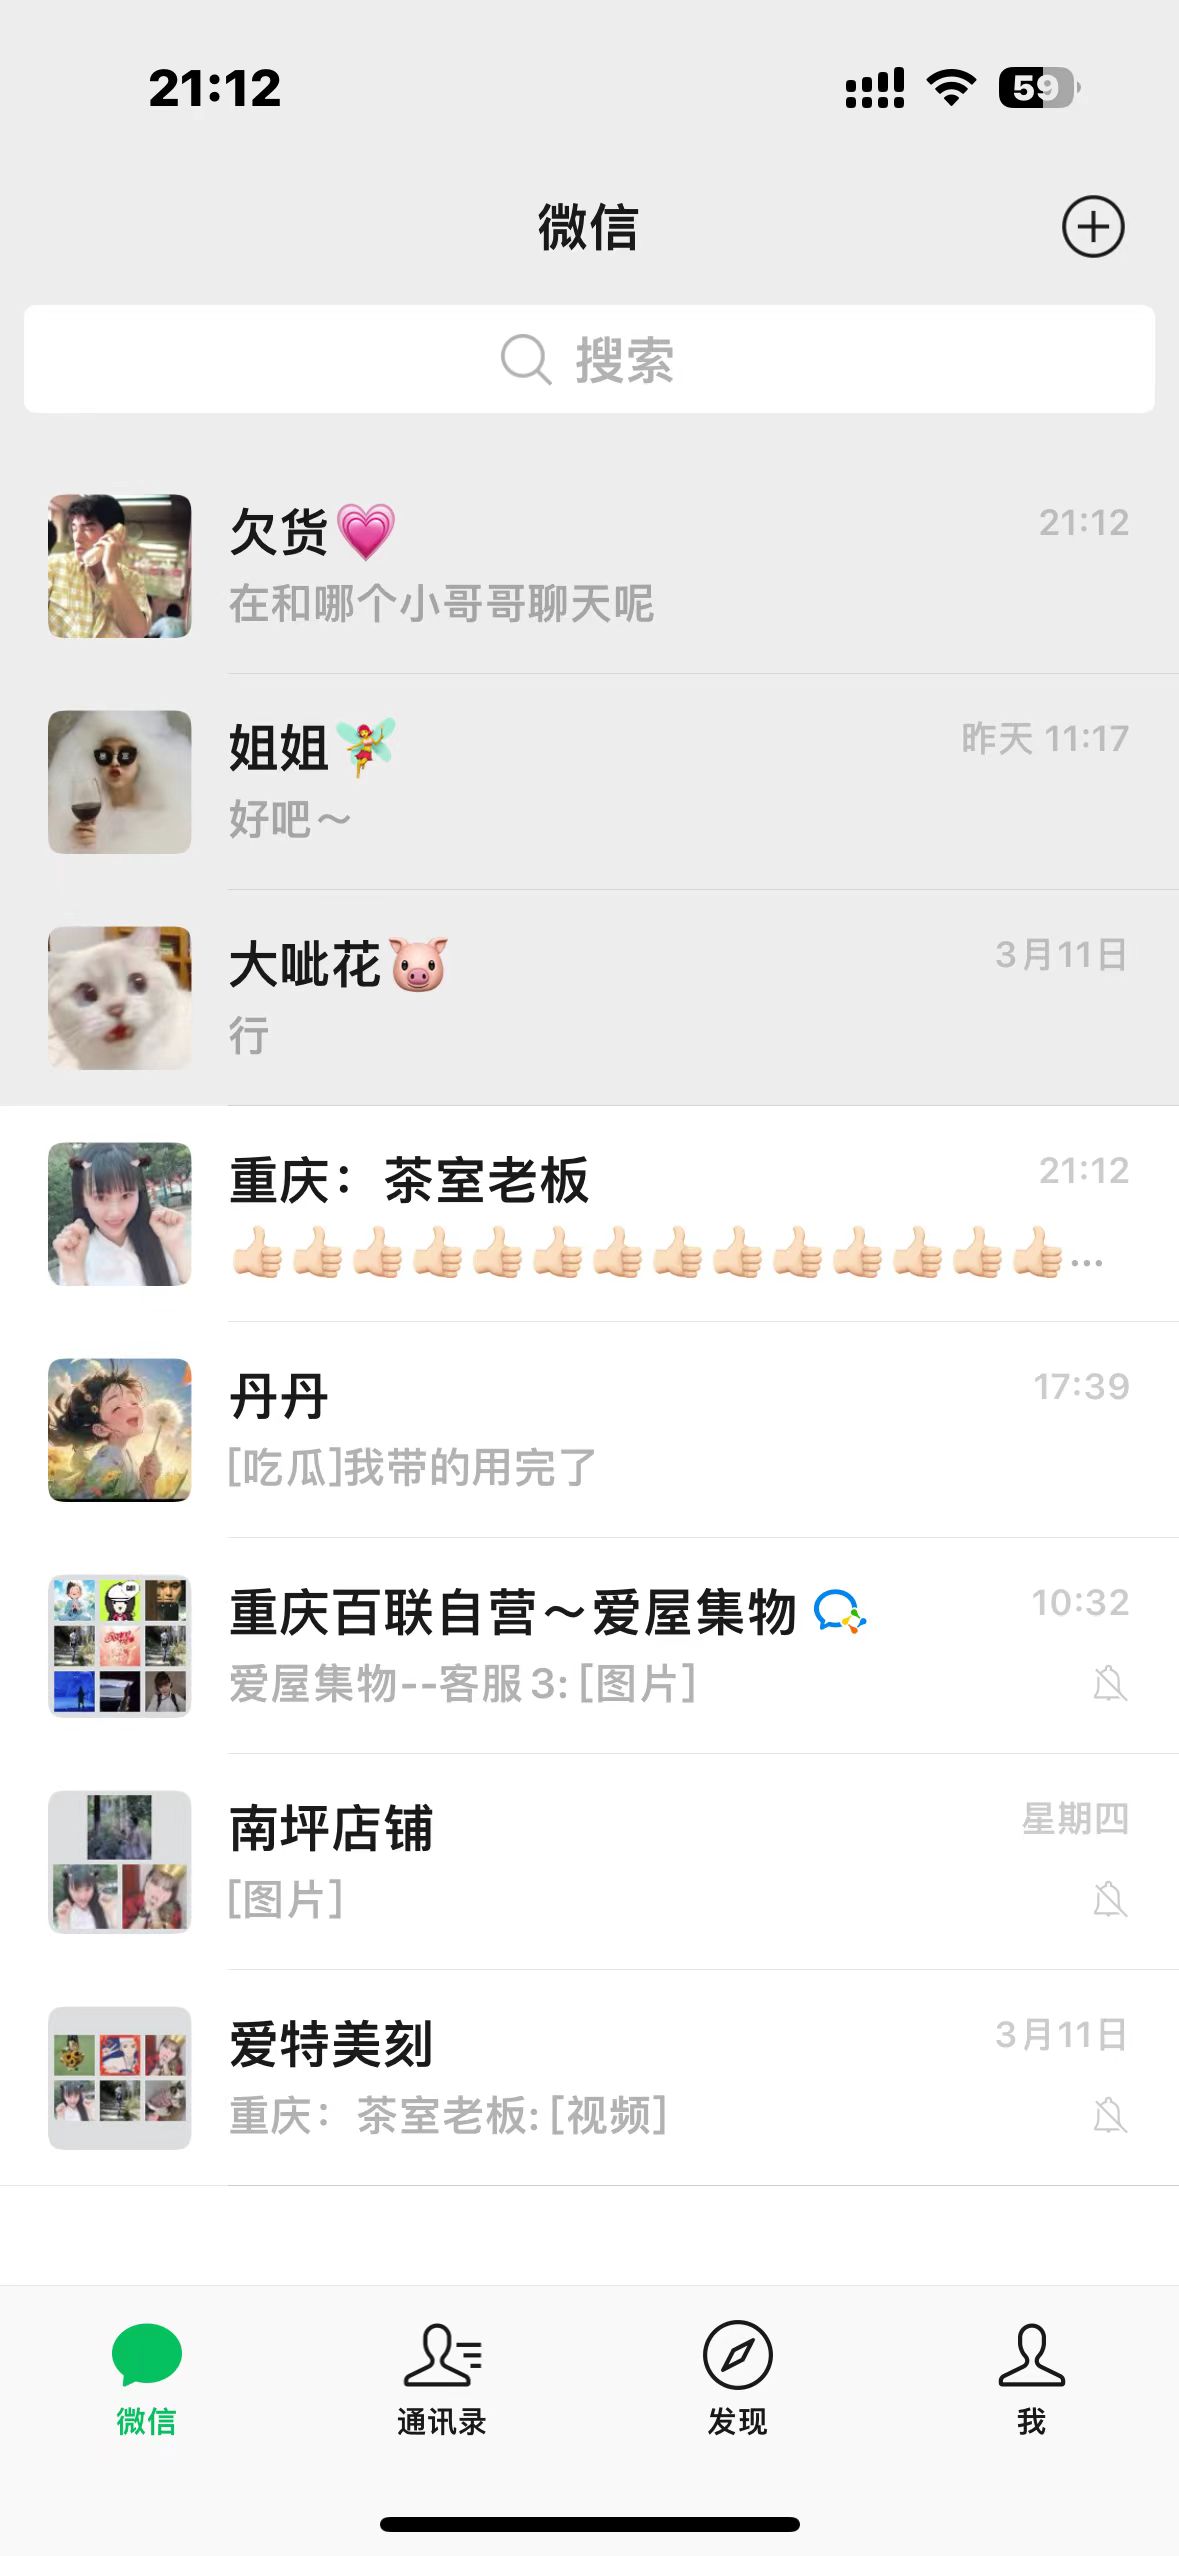 21:12
59
微信
搜索
欠货💗
21:12
在和哪个小哥哥聊天呢
姐姐🧚
昨天 11:17
好吧～
大呲花🐷
3月11日
行
重庆：茶室老板
21:12
👍🏻👍🏻👍🏻👍🏻👍🏻👍🏻👍🏻👍🏻👍🏻👍🏻👍🏻👍🏻👍🏻👍🏻...
丹丹
17:39
[吃瓜]我带的用完了
重庆百联自营～爱屋集物
10:32
爱屋集物--客服3: [图片]
南坪店铺
星期四
[图片]
爱特美刻
3月11日
重庆：茶室老板: [视频]
微信
通讯录
发现
我